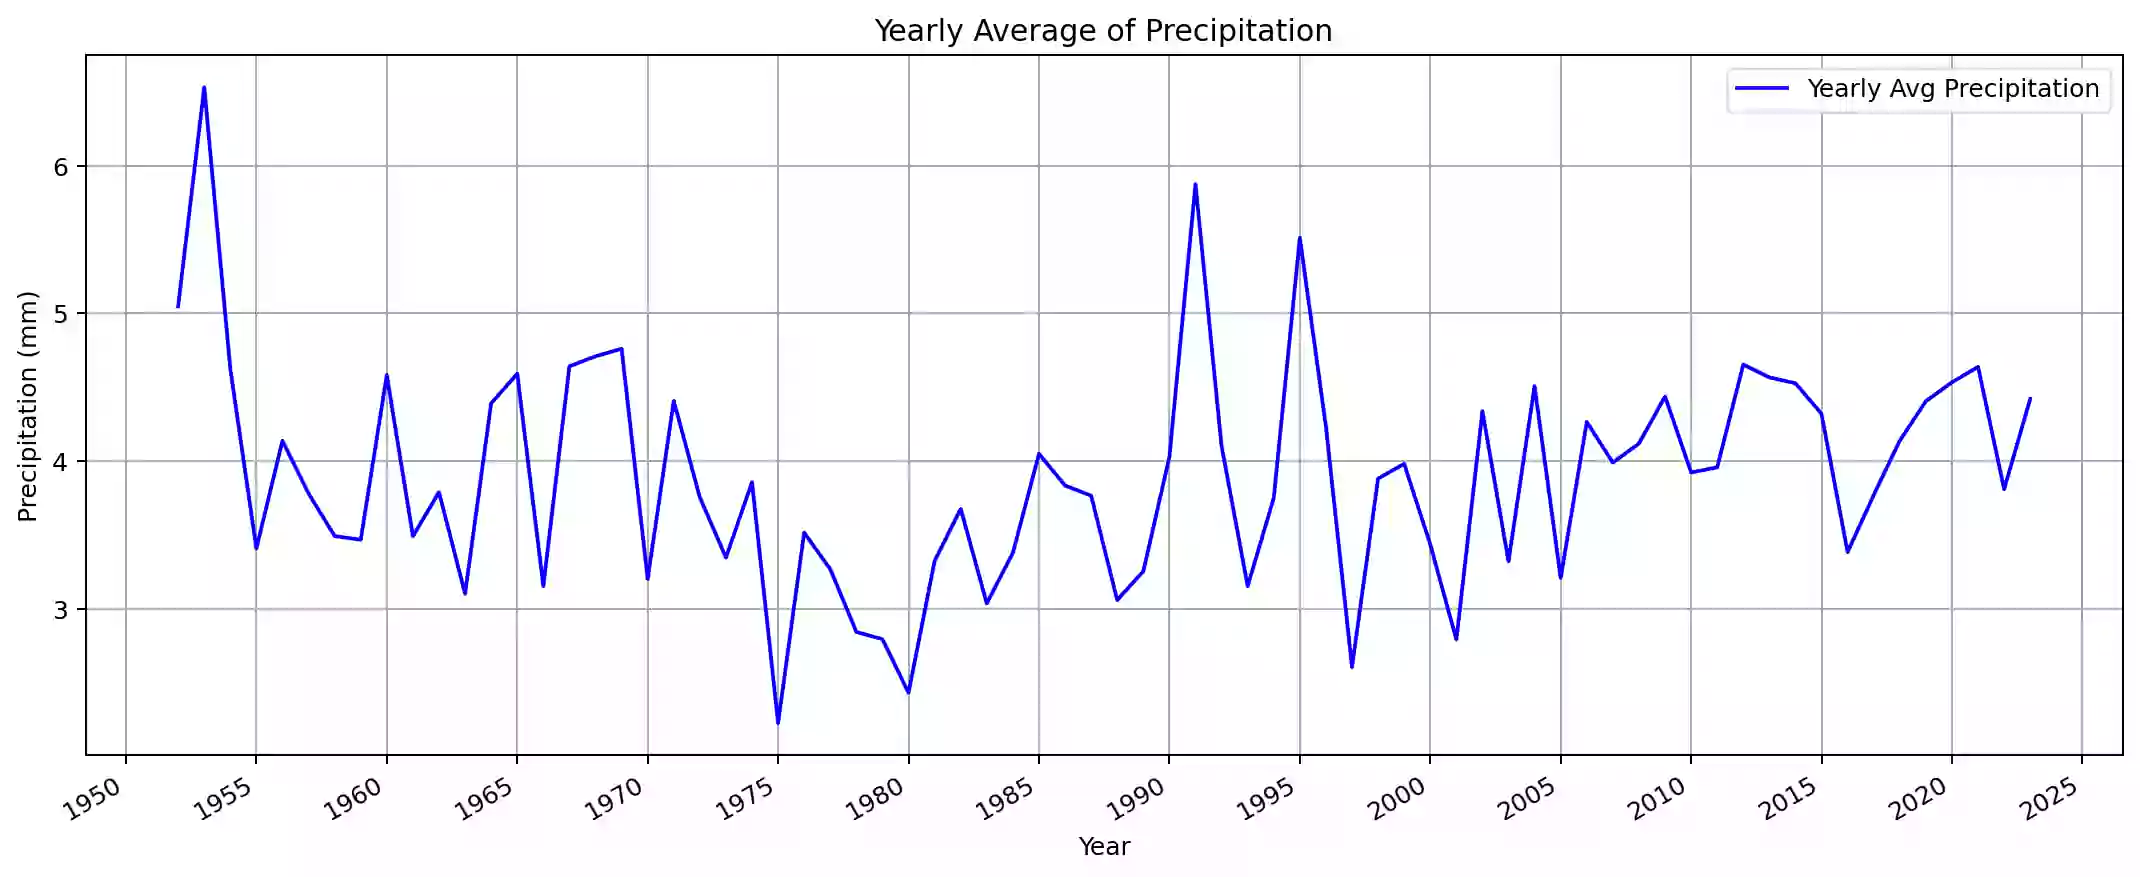 Yearly Average of Precipitation
Yearly Avg Precipitation
Precipitation (mm)
6
5
4
3
1950 1955 1960 1965 1970 1975 1980 1985 1990 1995 2000 2005 2010 2015 2020 2025
Year